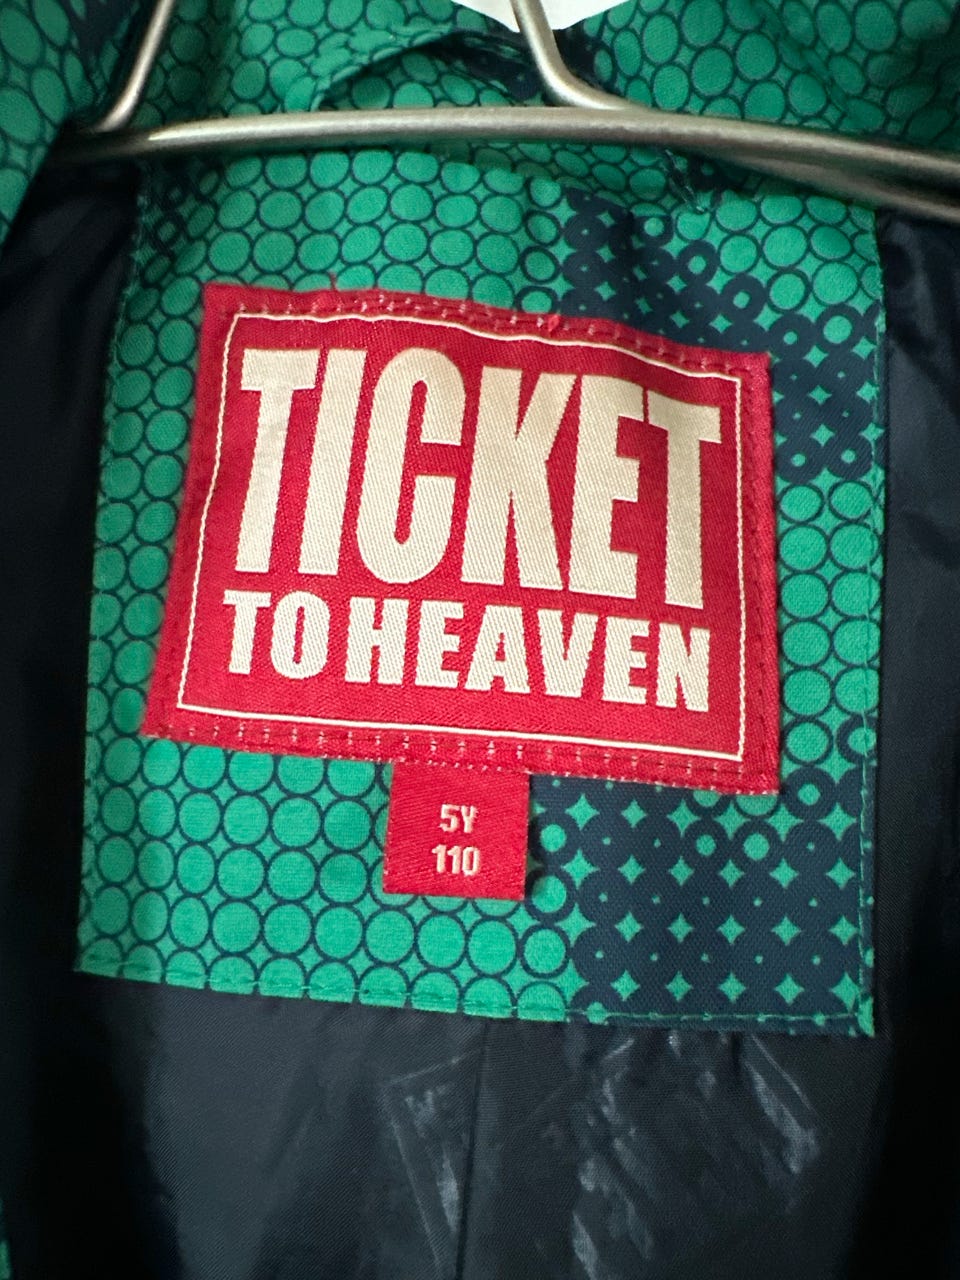 TICKET
TO HEAVEN
5Y
110